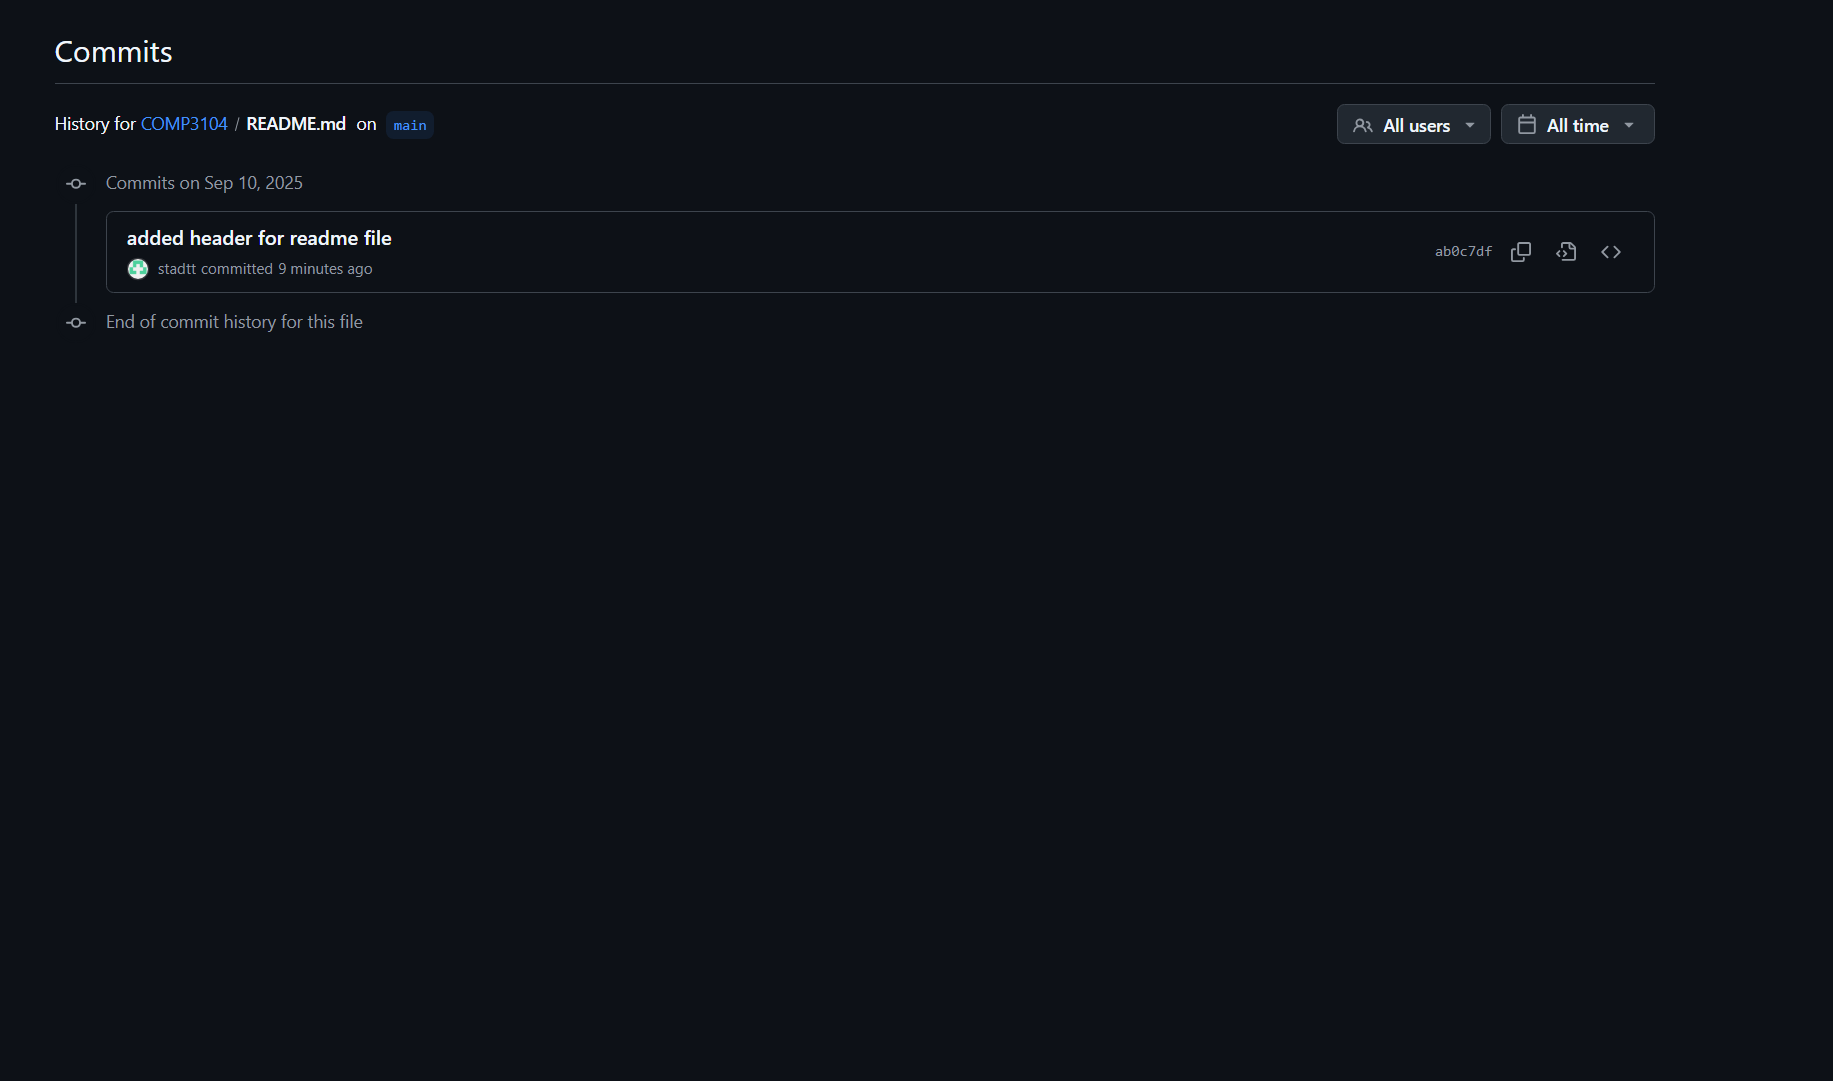 Commits
History for COMP3104 / README.md on main
All users
All time
Commits on Sep 10, 2025
added header for readme file
stadtt committed 9 minutes ago
ab0c7df
End of commit history for this file